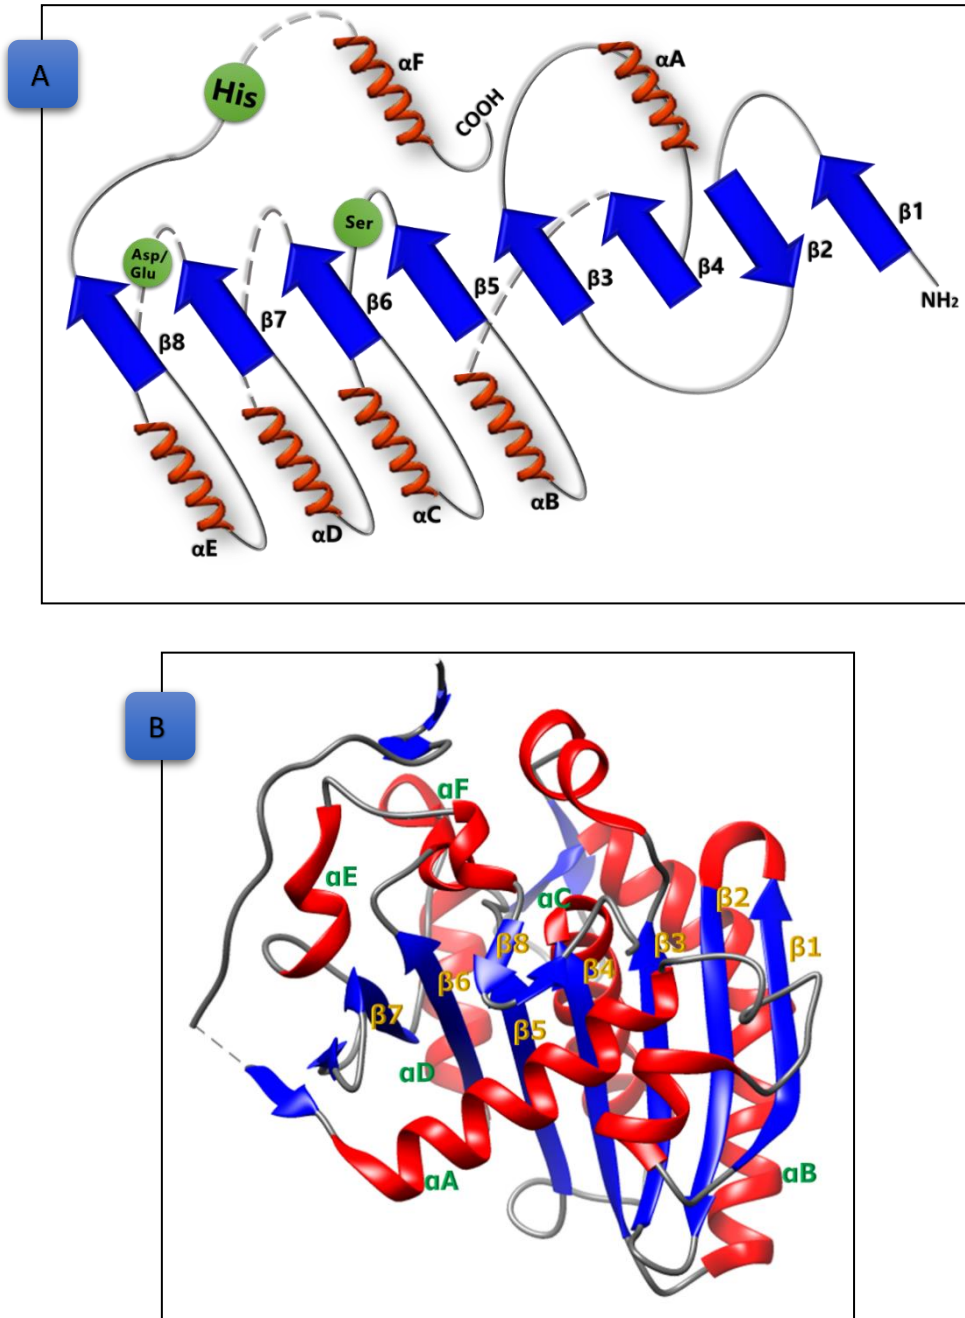 A
His
αF
COOH
αA
β1
NH₂
β2
β4
β3
β5
Ser
β6
β7
Asp/
Glu
β8
αE
αD
αC
αB
B
αF
αE
αC
β2
β1
β3
β8
β4
β6
β7
β5
αD
αA
αB